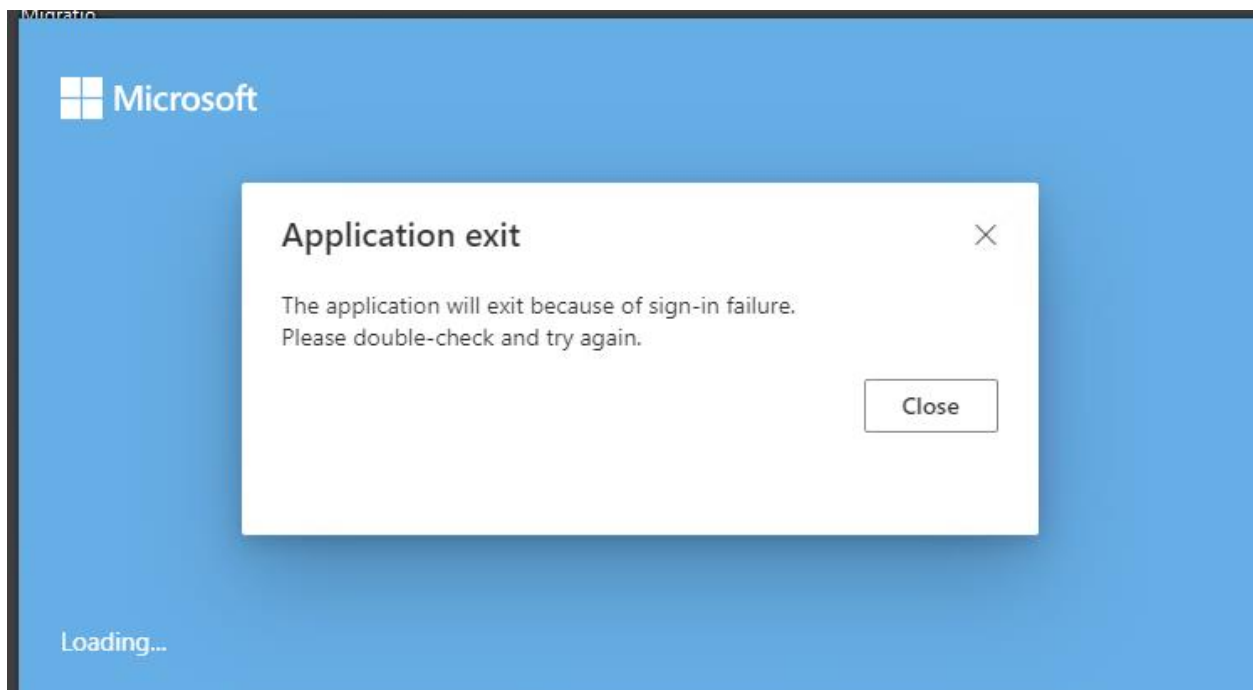 Migratio
Microsoft
Application exit
The application will exit because of sign-in failure.
Please double-check and try again.
Close
Loading...